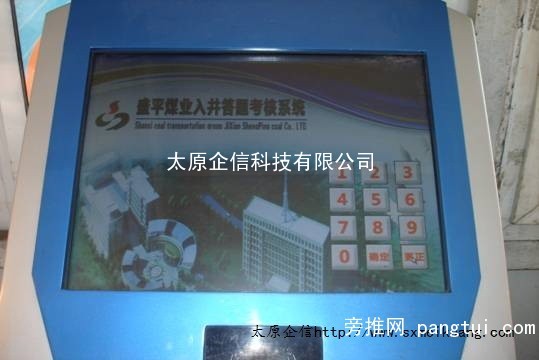 盛平煤业入井答题考核系统
Shanxi coal transportation group JiXian ShengPing coal Co.,LTD
太原企信科技有限公司
1 2 3
4 5 6
7 8 9
0 确定 更正
太原企信http://www.sx
旁推网 pangtui.com